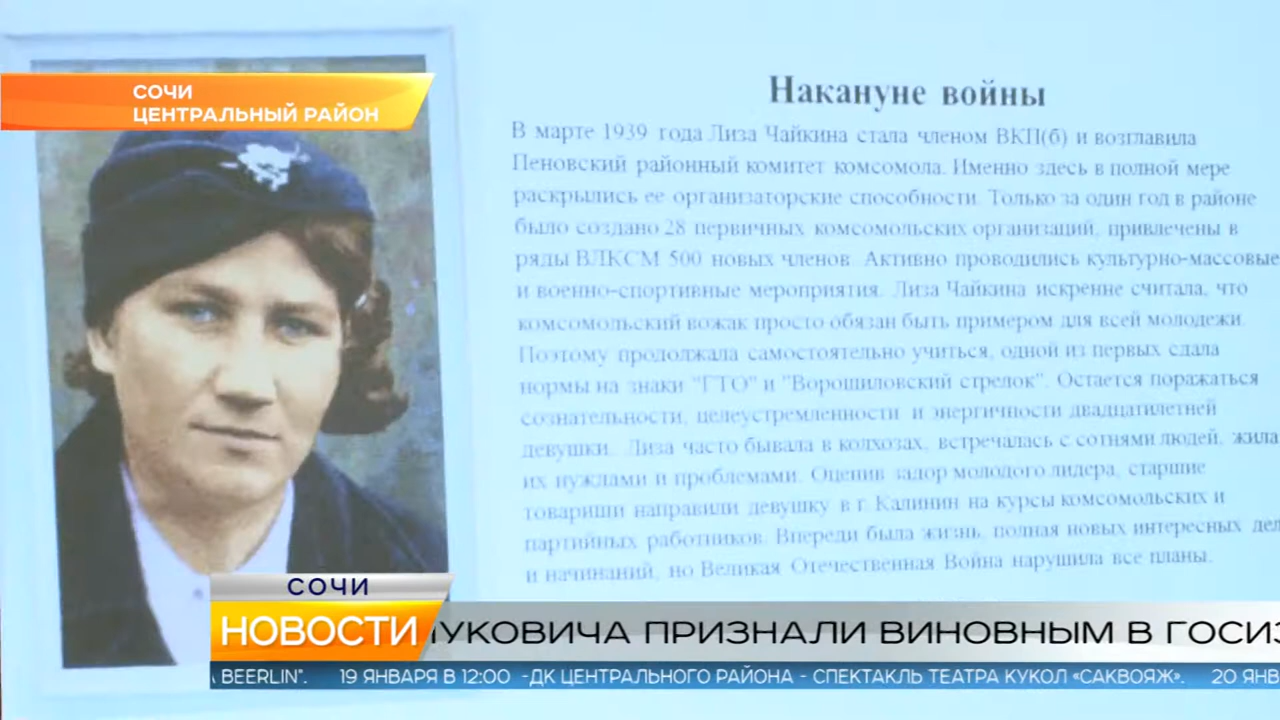 СОЧИ
ЦЕНТРАЛЬНЫЙ РАЙОН
Накануне войны
В марте 1939 года Лиза Чайкина стала членом ВКП(б) и возглавила
Пеновский районный комитет комсомола. Именно здесь в полной мере
раскрылись ее организаторские способности. Только за один год в районе
было создано 28 первичных комсомольских организаций, привлечены в
ряды ВЛКСМ 500 новых членов. Активно проводились культурно-массовые
и военно-спортивные мероприятия. Лиза Чайкина искренне считала, что
комсомольский вожак просто обязан быть примером для всей молодежи.
Поэтому продолжала самостоятельно учиться, одной из первых сдала
нормы на знаки "ГТО" и "Ворошиловский стрелок". Остается поражаться
сознательности, целеустремленности и энергичности двадцатилетней
девушки. Лиза часто бывала в колхозах, встречалась с сотнями людей, жила
их нуждами и проблемами. Оценив задор молодого лидера, старшие
товарищи направили девушку в г. Калинин на курсы комсомольских и
партийных работников. Впереди была жизнь, полная новых интересных дел
и начинаний, но Великая Отечественная Война нарушила все планы.
СОЧИ
НОВОСТИ
УКОВИЧА ПРИЗНАЛИ ВИНОВНЫМ В ГОСИЗ
A BEERLIN". 19 ЯНВАРЯ В 12:00 -ДК ЦЕНТРАЛЬНОГО РАЙОНА - СПЕКТАКЛЬ ТЕАТРА КУКОЛ «САКВОЯЖ». 20 ЯНВ